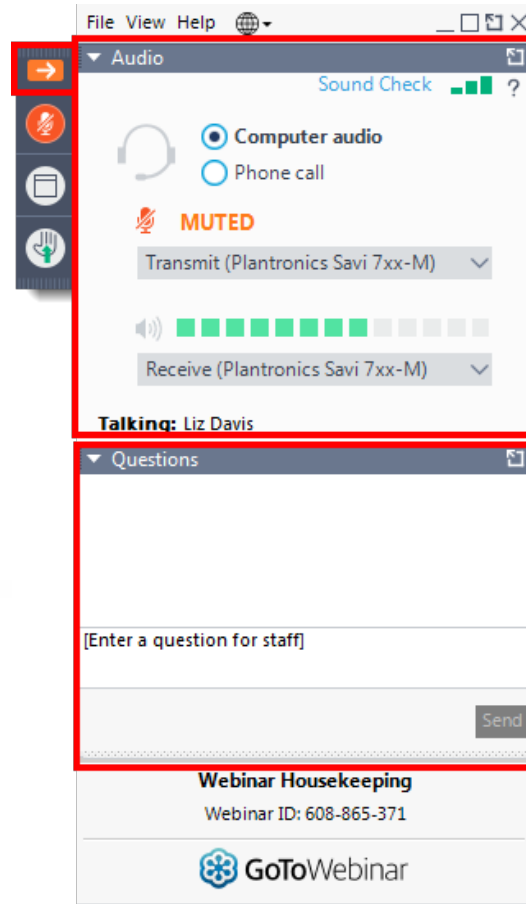 File View Help
Audio
Sound Check ?
Computer audio
Phone call
MUTED
Transmit (Plantronics Savi 7xx-M)
Receive (Plantronics Savi 7xx-M)
Talking: Liz Davis
Questions
[Enter a question for staff]
Send
Webinar Housekeeping
Webinar ID: 608-865-371
GoToWebinar